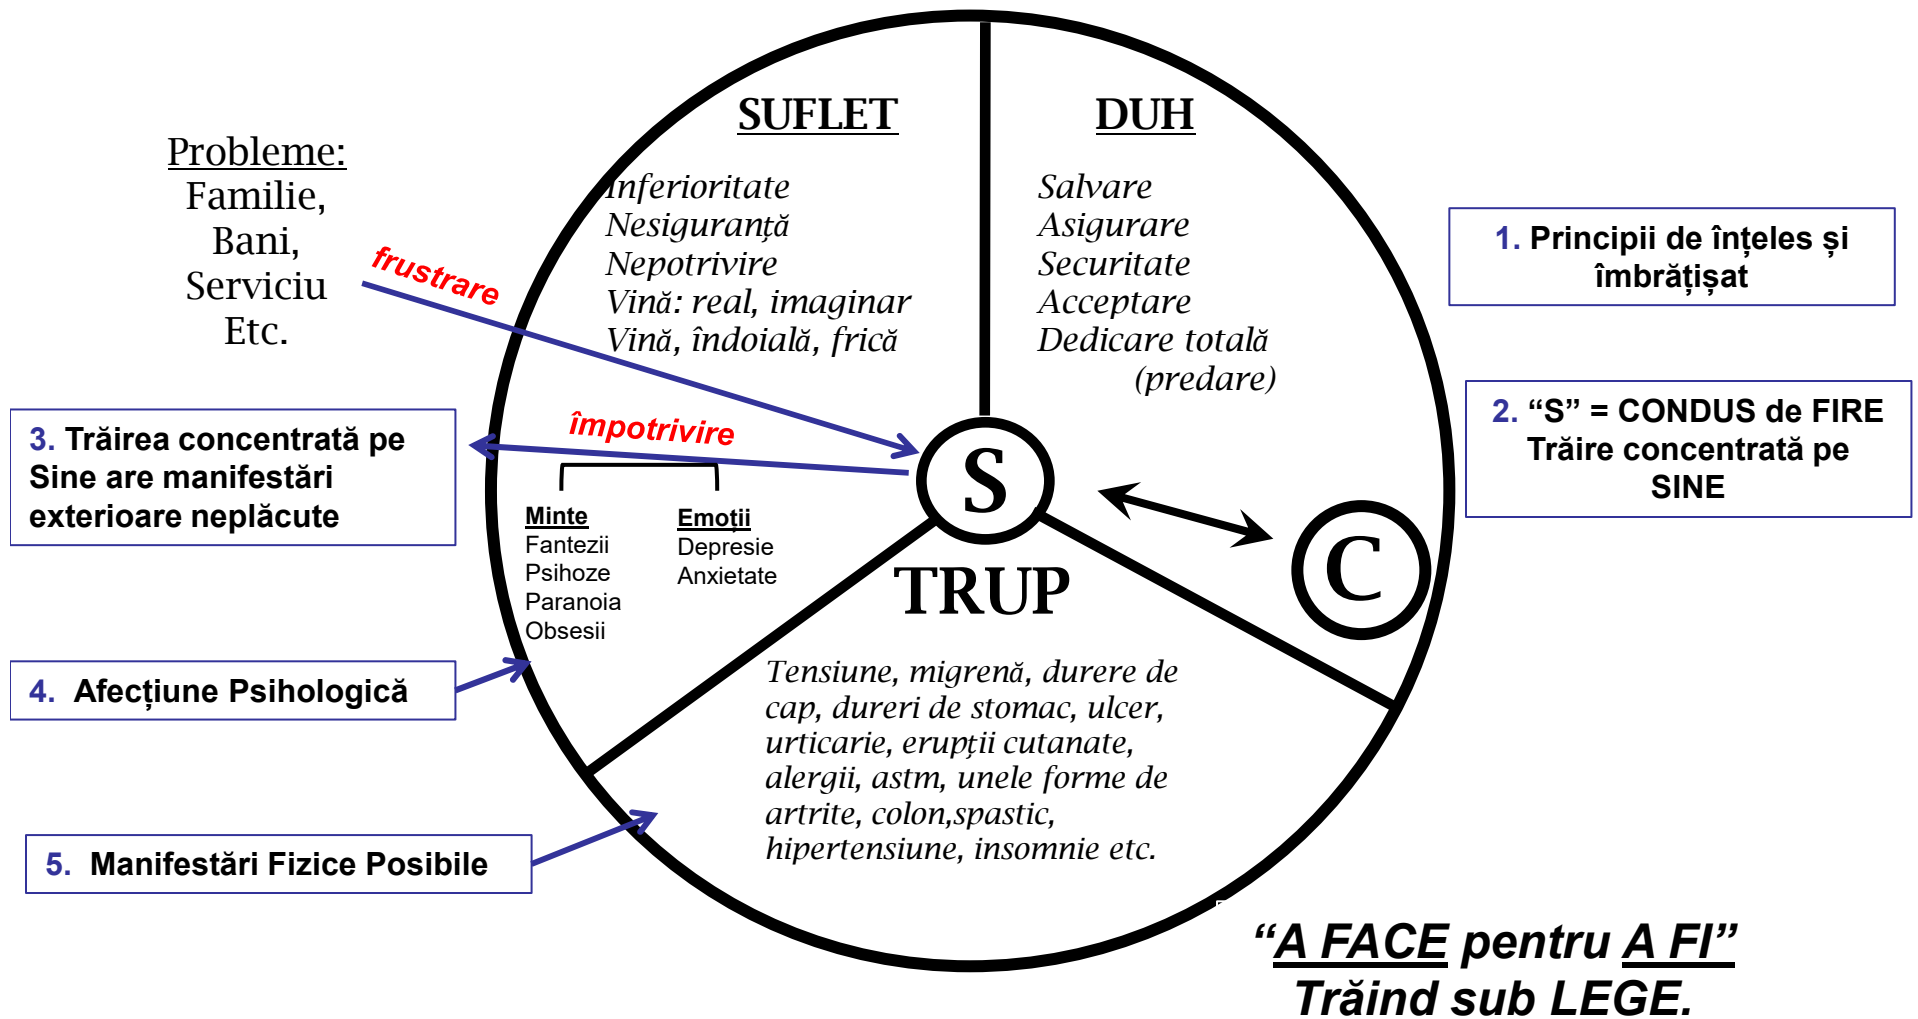 SUFLET
DUH
Probleme:
Familie,
Bani,
Serviciu
Etc.
Inferioritate
Nesiguranță
Nepotrivire
Vină: real, imaginar
Vină, îndoială, frică
Salvare
Asigurare
Securitate
Acceptare
Dedicare totală
(predare)
1. Principii de înțeles și
îmbrățișat
2. “S” = CONDUS de FIRE
Trăire concentrată pe
SINE
frustrare
împotrivire
3. Trăirea concentrată pe
Sine are manifestări
exterioare neplăcute
S
C
Minte
Fantezii
Psihoze
Paranoia
Obsesii
Emoții
Depresie
Anxietate
TRUP
Tensiune, migrenă, durere de
cap, dureri de stomac, ulcer,
urticarie, erupții cutanate,
alergii, astm, unele forme de
artrite, colon,spastic,
hipertensiune, insomnie etc.
4. Afecțiune Psihologică
5. Manifestări Fizice Posibile
“A FACE pentru A FI”
Trăind sub LEGE.